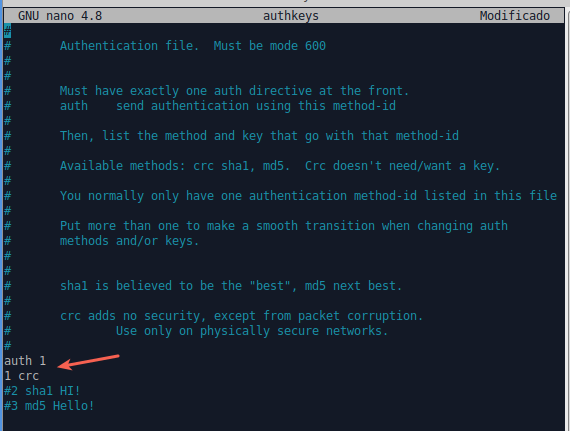 GNU nano 4.8 authkeys Modificado
#
# Authentication file. Must be mode 600
#
#
# Must have exactly one auth directive at the front.
# auth send authentication using this method-id
#
# Then, list the method and key that go with that method-id
#
# Available methods: crc sha1, md5. Crc doesn't need/want a key.
#
# You normally only have one authentication method-id listed in this file
#
# Put more than one to make a smooth transition when changing auth
# methods and/or keys.
#
#
# sha1 is believed to be the "best", md5 next best.
#
# crc adds no security, except from packet corruption.
# Use only on physically secure networks.
#
auth 1
1 crc
#2 sha1 HI!
#3 md5 Hello!